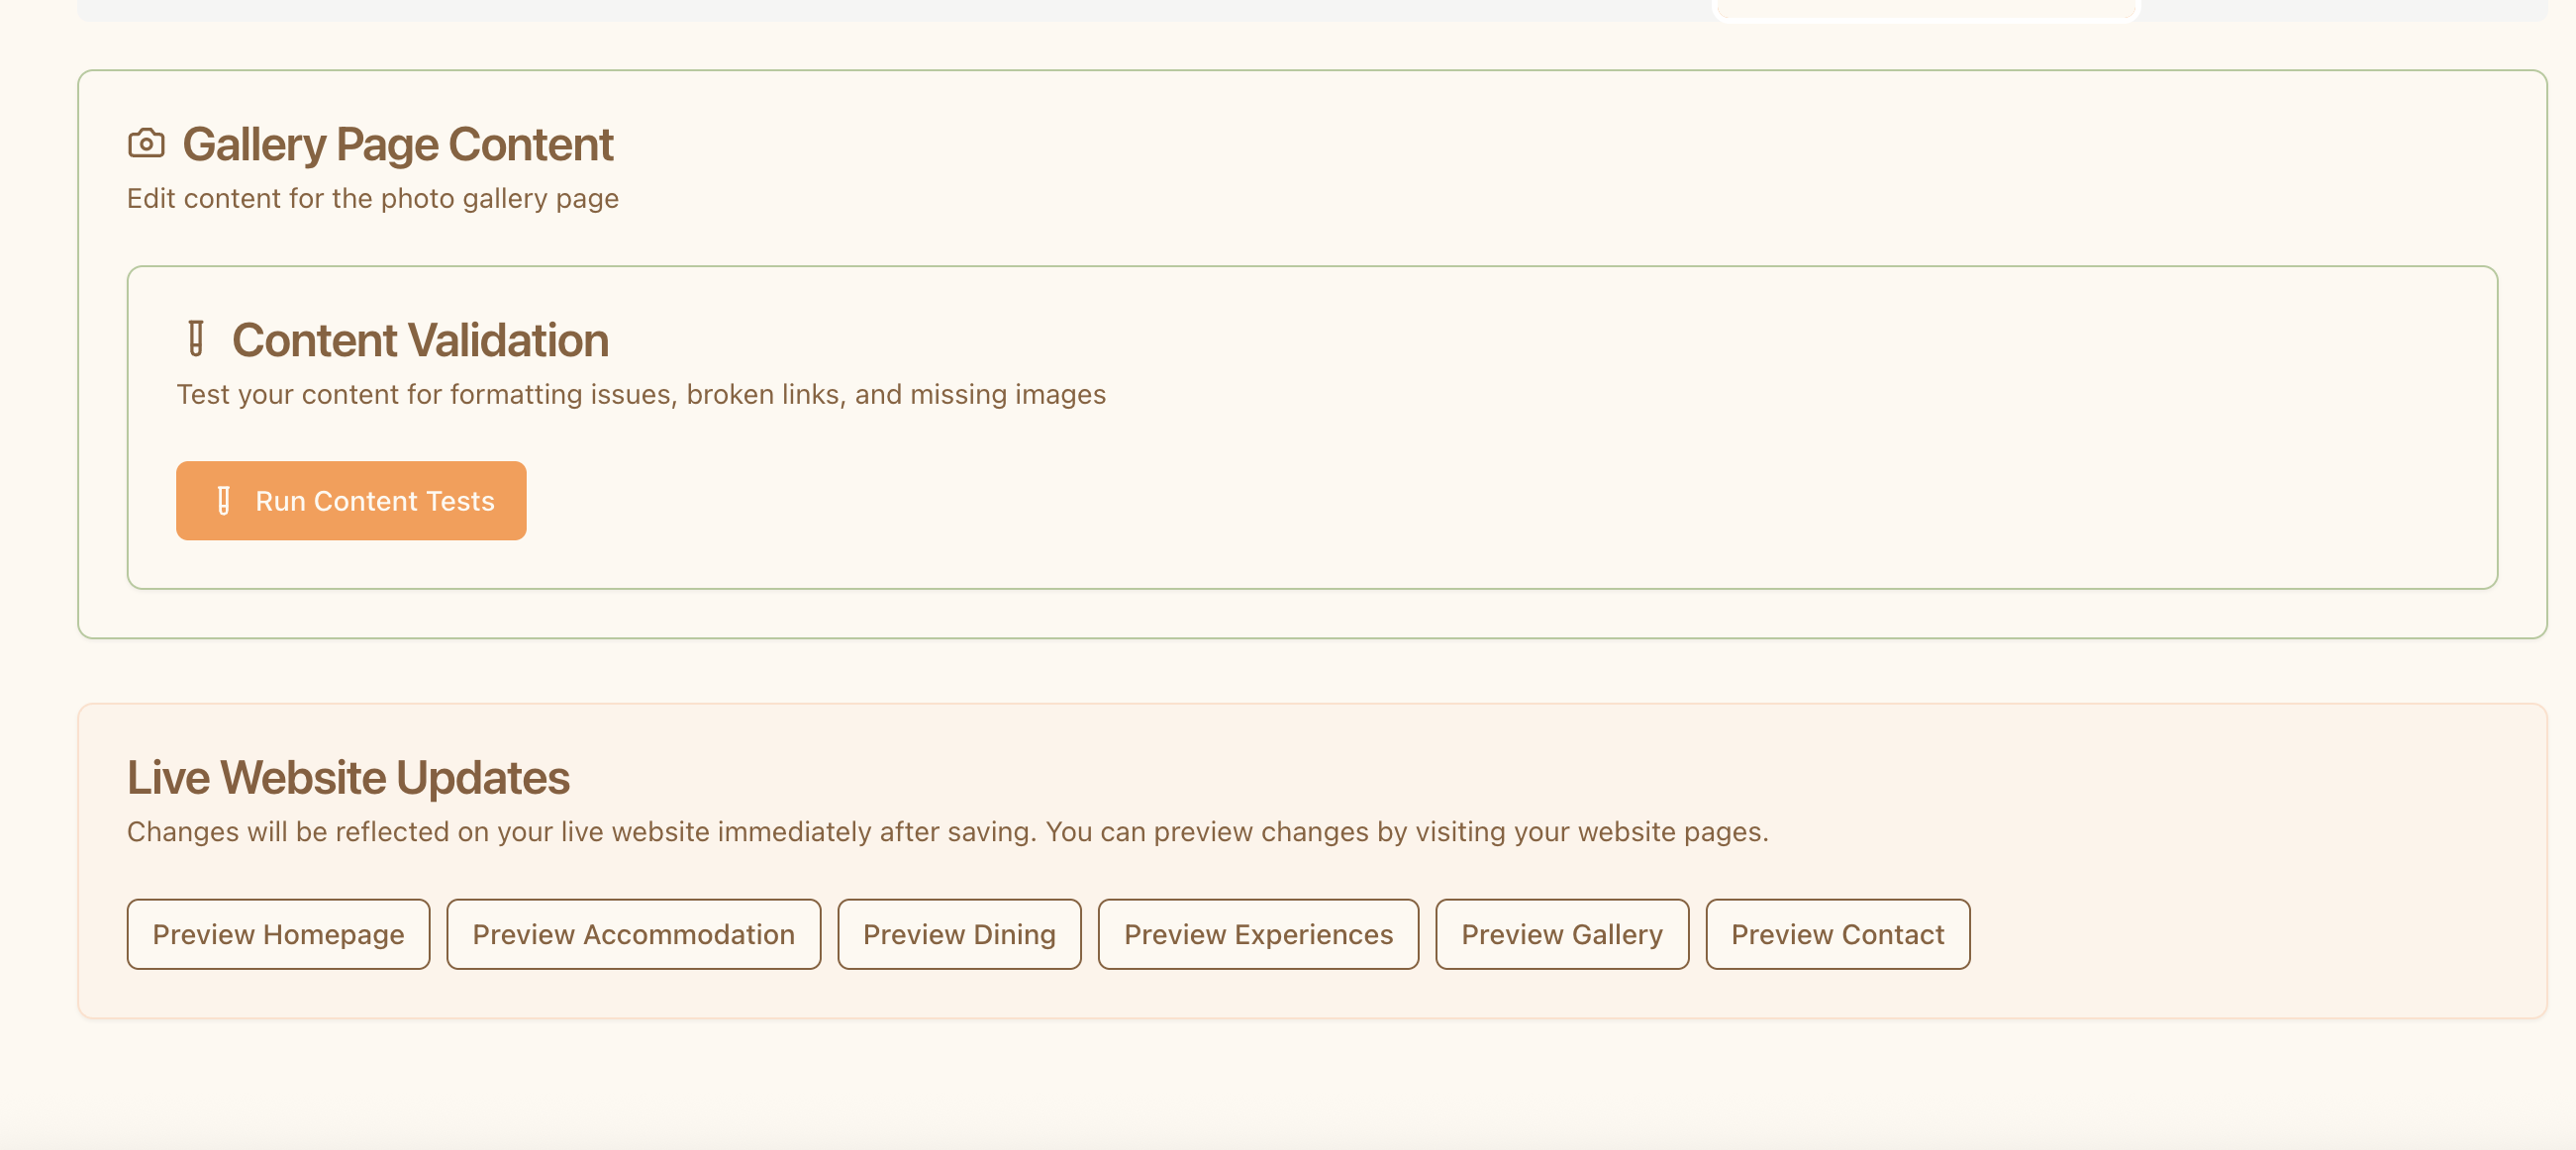 Gallery Page Content
Edit content for the photo gallery page
Content Validation
Test your content for formatting issues, broken links, and missing images
Run Content Tests
Live Website Updates
Changes will be reflected on your live website immediately after saving. You can preview changes by visiting your website pages.
Preview Homepage Preview Accommodation Preview Dining Preview Experiences Preview Gallery Preview Contact